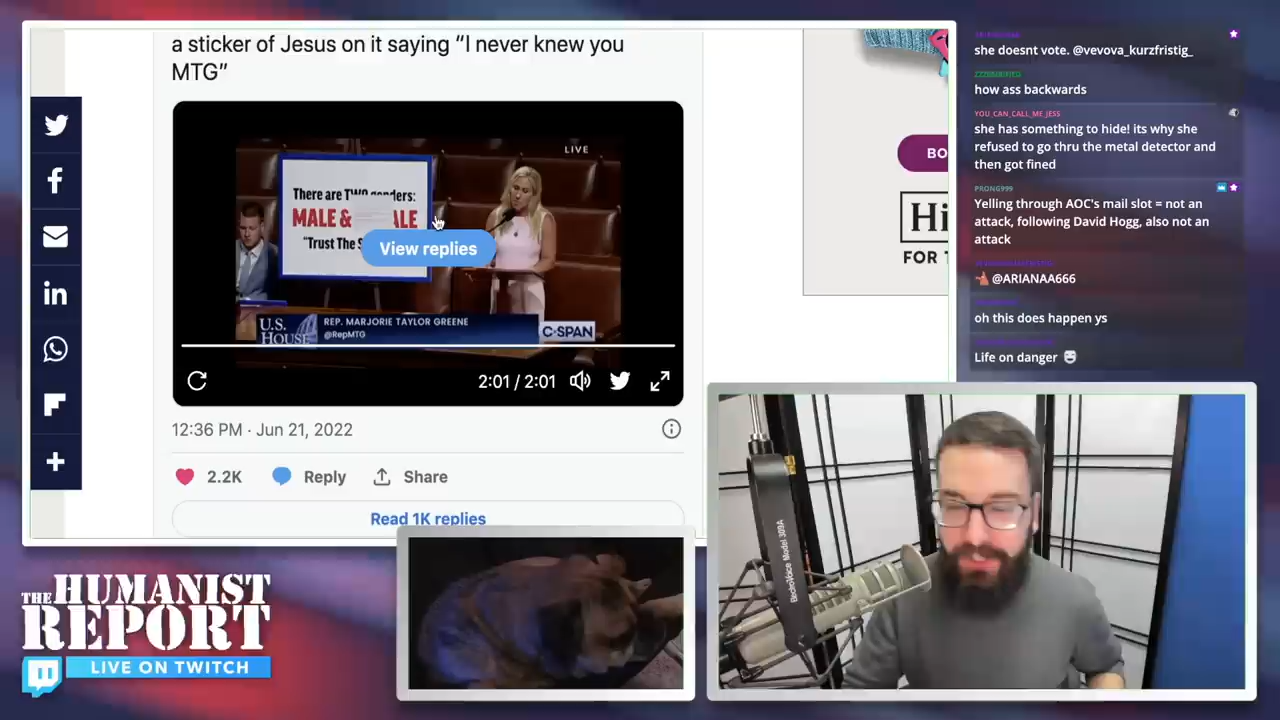 a sticker of Jesus on it saying “I never knew you
MTG”
LIVE
There are TWO genders:
MALE &
"Trust The
View replies
U.S.
HOUSE
REP. MARJORIE TAYLOR GREENE
@RepMTG
C-SPAN
2:01 / 2:01
12:36 PM · Jun 21, 2022
2.2K
Reply
Share
Read 1K replies
BO
Hi
FOR
she doesnt vote. @vevova_kurzfristig_
how ass backwards
YOU_CAN_CALL_ME_JESS
she has something to hide! its why she
refused to go thru the metal detector and
then got fined
PRONG999
Yelling through AOC's mail slot = not an
attack, following David Hogg, also not an
attack
@ARIANAA666
oh this does happen ys
Life on danger
ElectroVoice Model 309A
THE HUMANIST
REPORT
LIVE ON TWITCH